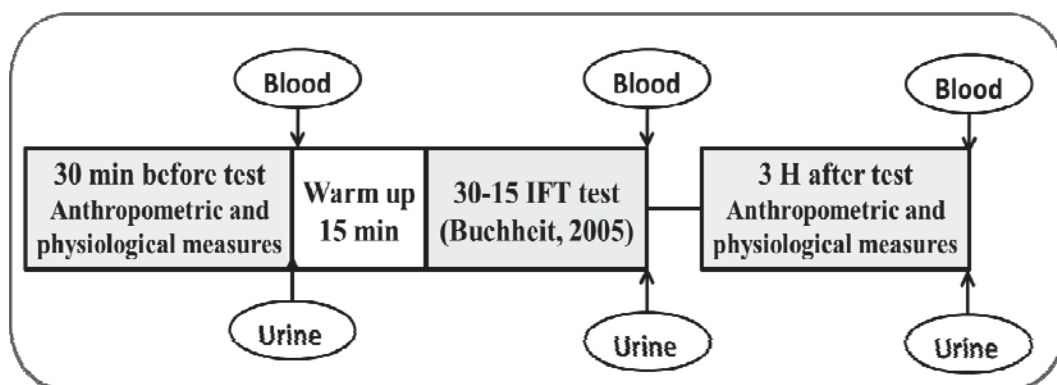 Blood
Blood
Blood
30 min before test
Anthropometric and
physiological measures
Warm up
15 min
30-15 IFT test
(Buchheit, 2005)
3 H after test
Anthropometric and
physiological measures
Urine
Urine
Urine